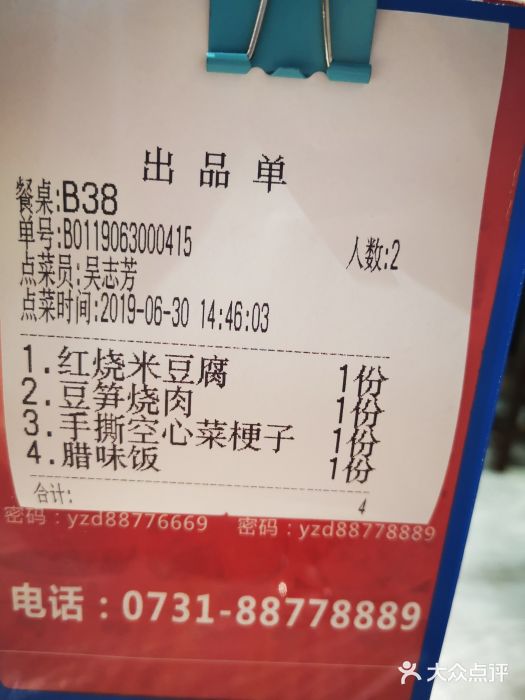 出品单
餐桌:B38
单号:B0119063000415 人数:2
点菜员:吴志芳
点菜时间:2019-06-30 14:46:03
1.红烧米豆腐 1份
2.豆笋烧肉 1份
3.手撕空心菜梗子 1份
4.腊味饭 1份
合计: 4
密码：yzd88776669 密码：yzd88778889
电话：0731-88778889
大众点评